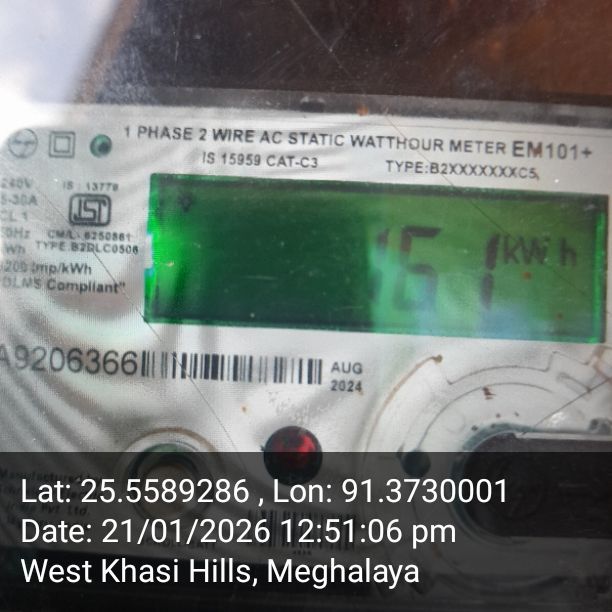 1 PHASE 2 WIRE AC STATIC WATTHOUR METER EM101+
IS 15959 CAT-C3 TYPE:B2XXXXXXXC5,
240V IS : 13779
5-30A
CL 1
CM/L: 6250861
TYPE:B2DLC0506
Wh
imp/kWh
DLMS Compliant"
kWh
A9206366
AUG
2024
Lat: 25.5589286 , Lon: 91.3730001
Date: 21/01/2026 12:51:06 pm
West Khasi Hills, Meghalaya